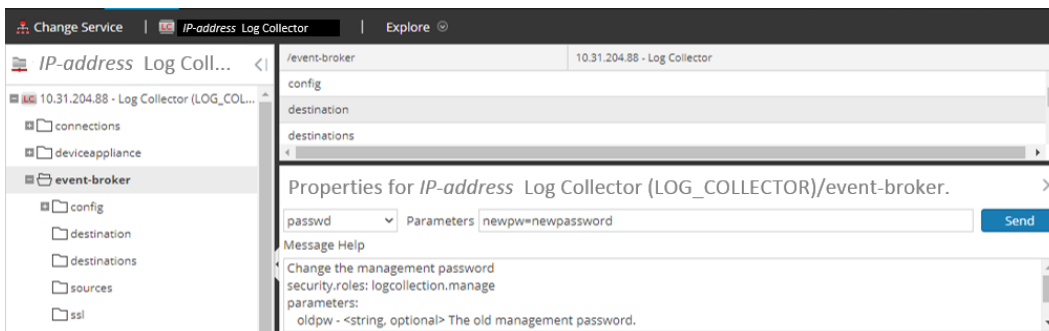 Change Service | LC IP-address Log Collector | Explore
IP-address Log Coll...
/event-broker 10.31.204.88 - Log Collector
config
destination
destinations
LC 10.31.204.88 - Log Collector (LOG_COL...
connections
deviceappliance
event-broker
config
destination
destinations
sources
ssl
Properties for IP-address Log Collector (LOG_COLLECTOR)/event-broker.
passwd Parameters newpw=newpassword Send
Message Help
Change the management password
security.roles: logcollection.manage
parameters:
oldpw - <string, optional> The old management password.